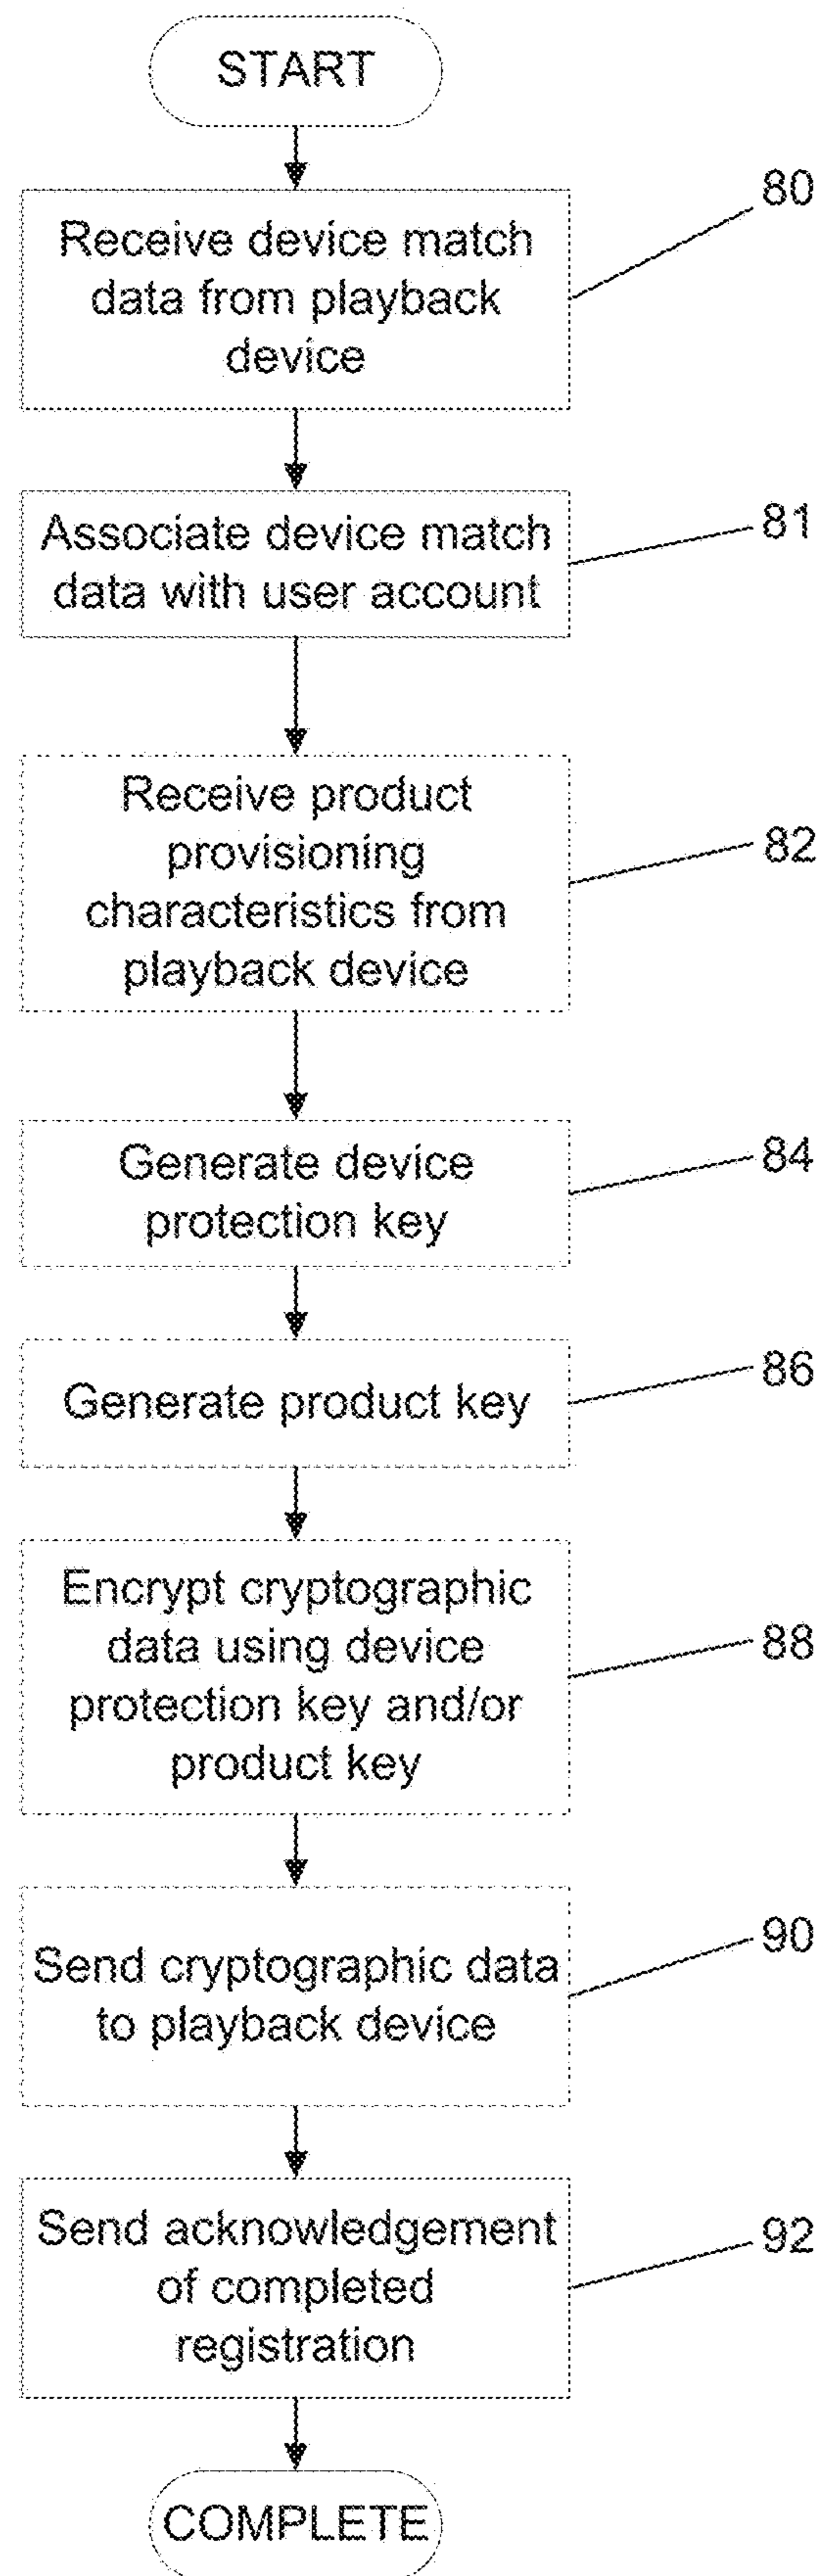 START
80
Receive device match
data from playback
device
81
Associate device match
data with user account
82
Receive product
provisioning
characteristics from
playback device
84
Generate device
protection key
86
Generate product key
88
Encrypt cryptographic
data using device
protection key and/or
product key
90
Send cryptographic data
to playback device
92
Send acknowledgement
of completed
registration
COMPLETE